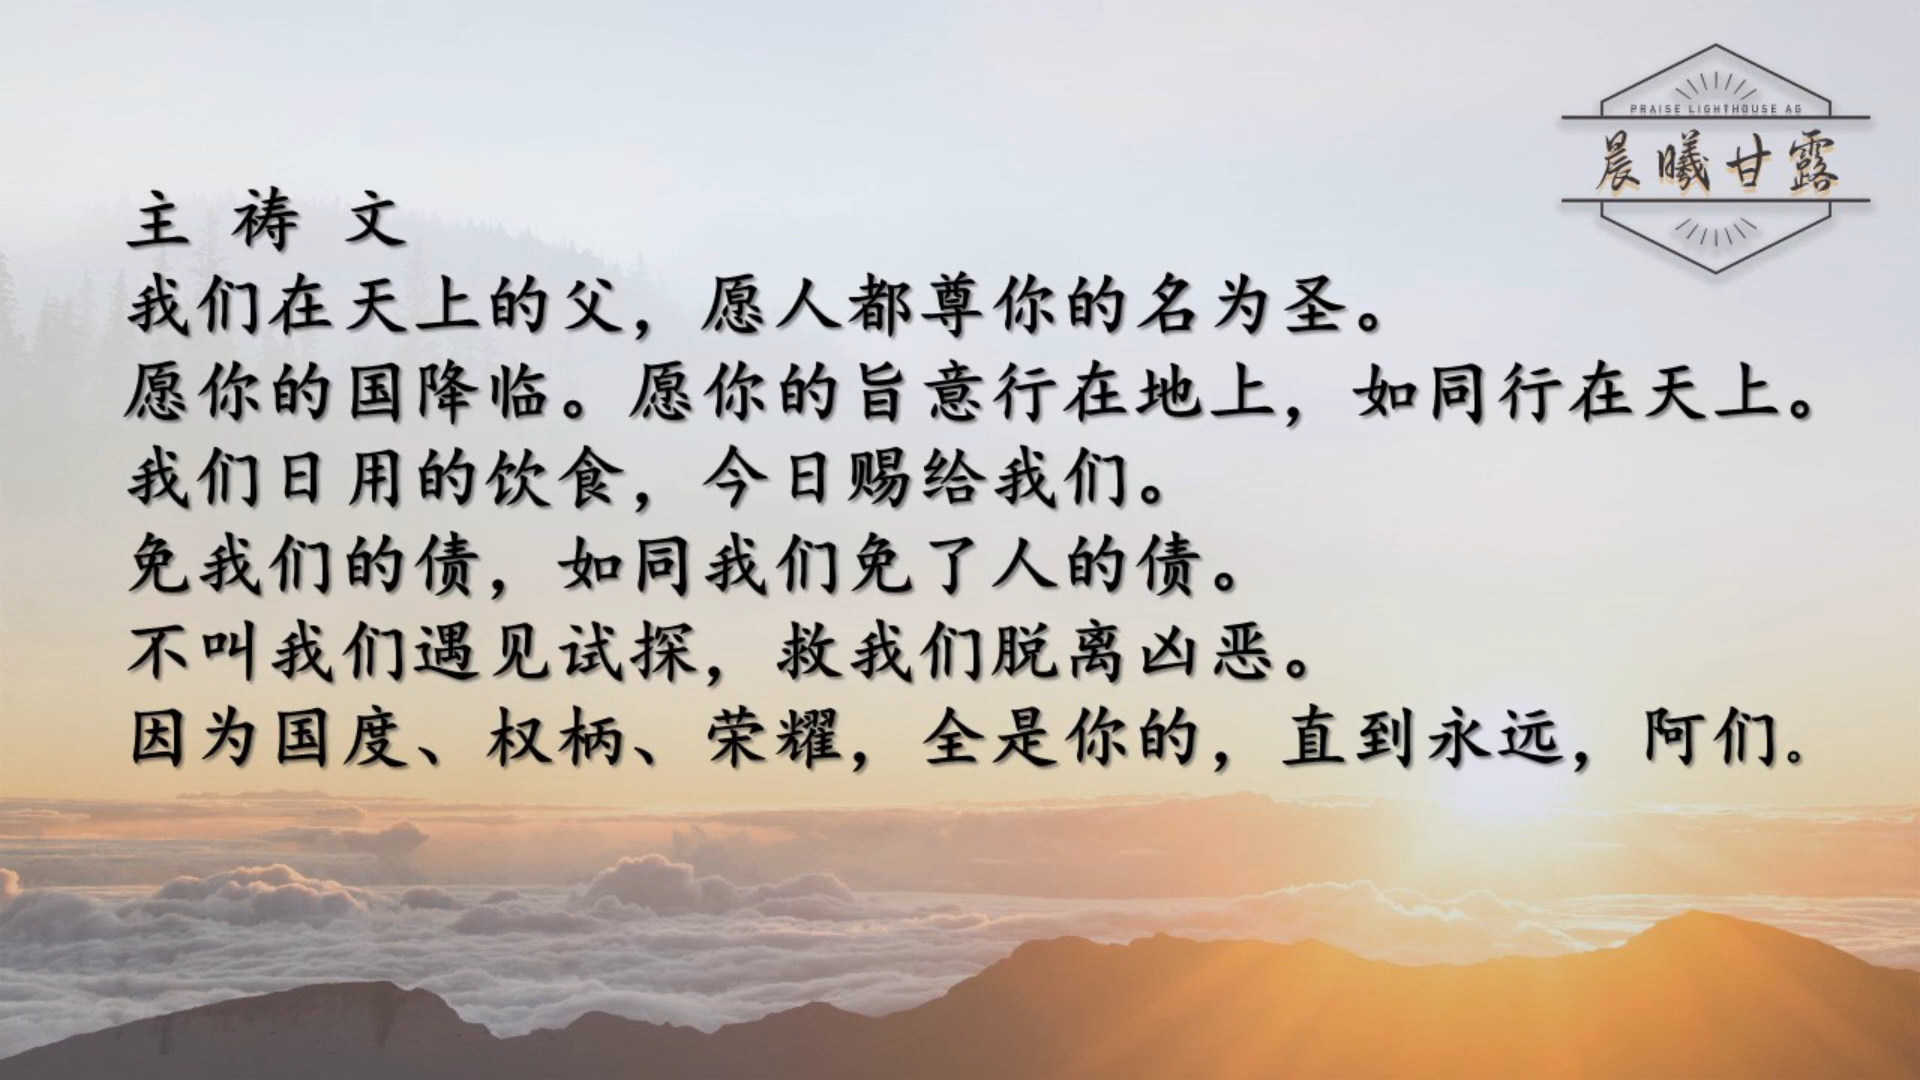 PRAISE LIGHTHOUSE AG
晨曦甘露
主 祷 文
我们在天上的父，愿人都尊你的名为圣。
愿你的国降临。愿你的旨意行在地上，如同行在天上。
我们日用的饮食，今日赐给我们。
免我们的债，如同我们免了人的债。
不叫我们遇见试探，救我们脱离凶恶。
因为国度、权柄、荣耀，全是你的，直到永远，阿们。